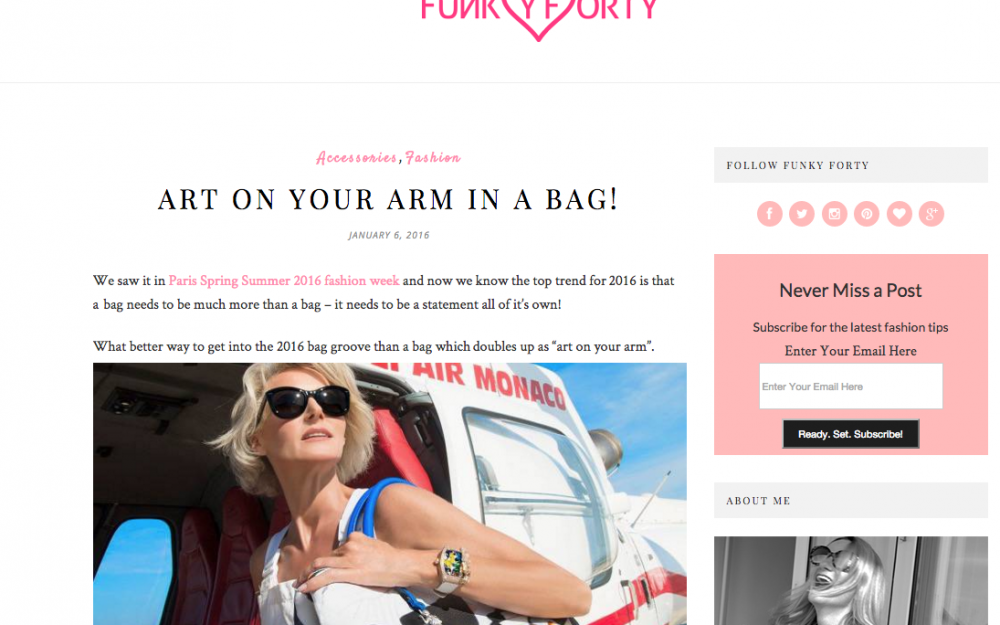 FUNKY FORTY
Accessories, Fashion
ART ON YOUR ARM IN A BAG!
JANUARY 6, 2016
We saw it in Paris Spring Summer 2016 fashion week and now we know the top trend for 2016 is that
a bag needs to be much more than a bag – it needs to be a statement all of it's own!
What better way to get into the 2016 bag groove than a bag which doubles up as “art on your arm”.
AIR MONACO
FOLLOW FUNKY FORTY
Never Miss a Post
Subscribe for the latest fashion tips
Enter Your Email Here
Enter Your Email Here
Ready. Set. Subscribe!
ABOUT ME